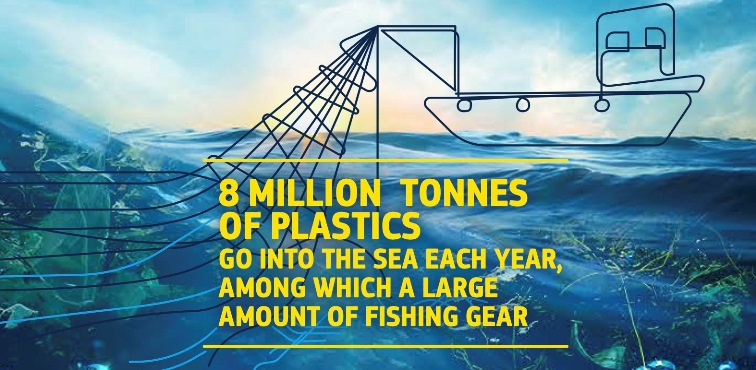 8 MILLION TONNES
OF PLASTICS
GO INTO THE SEA EACH YEAR,
AMONG WHICH A LARGE
AMOUNT OF FISHING GEAR